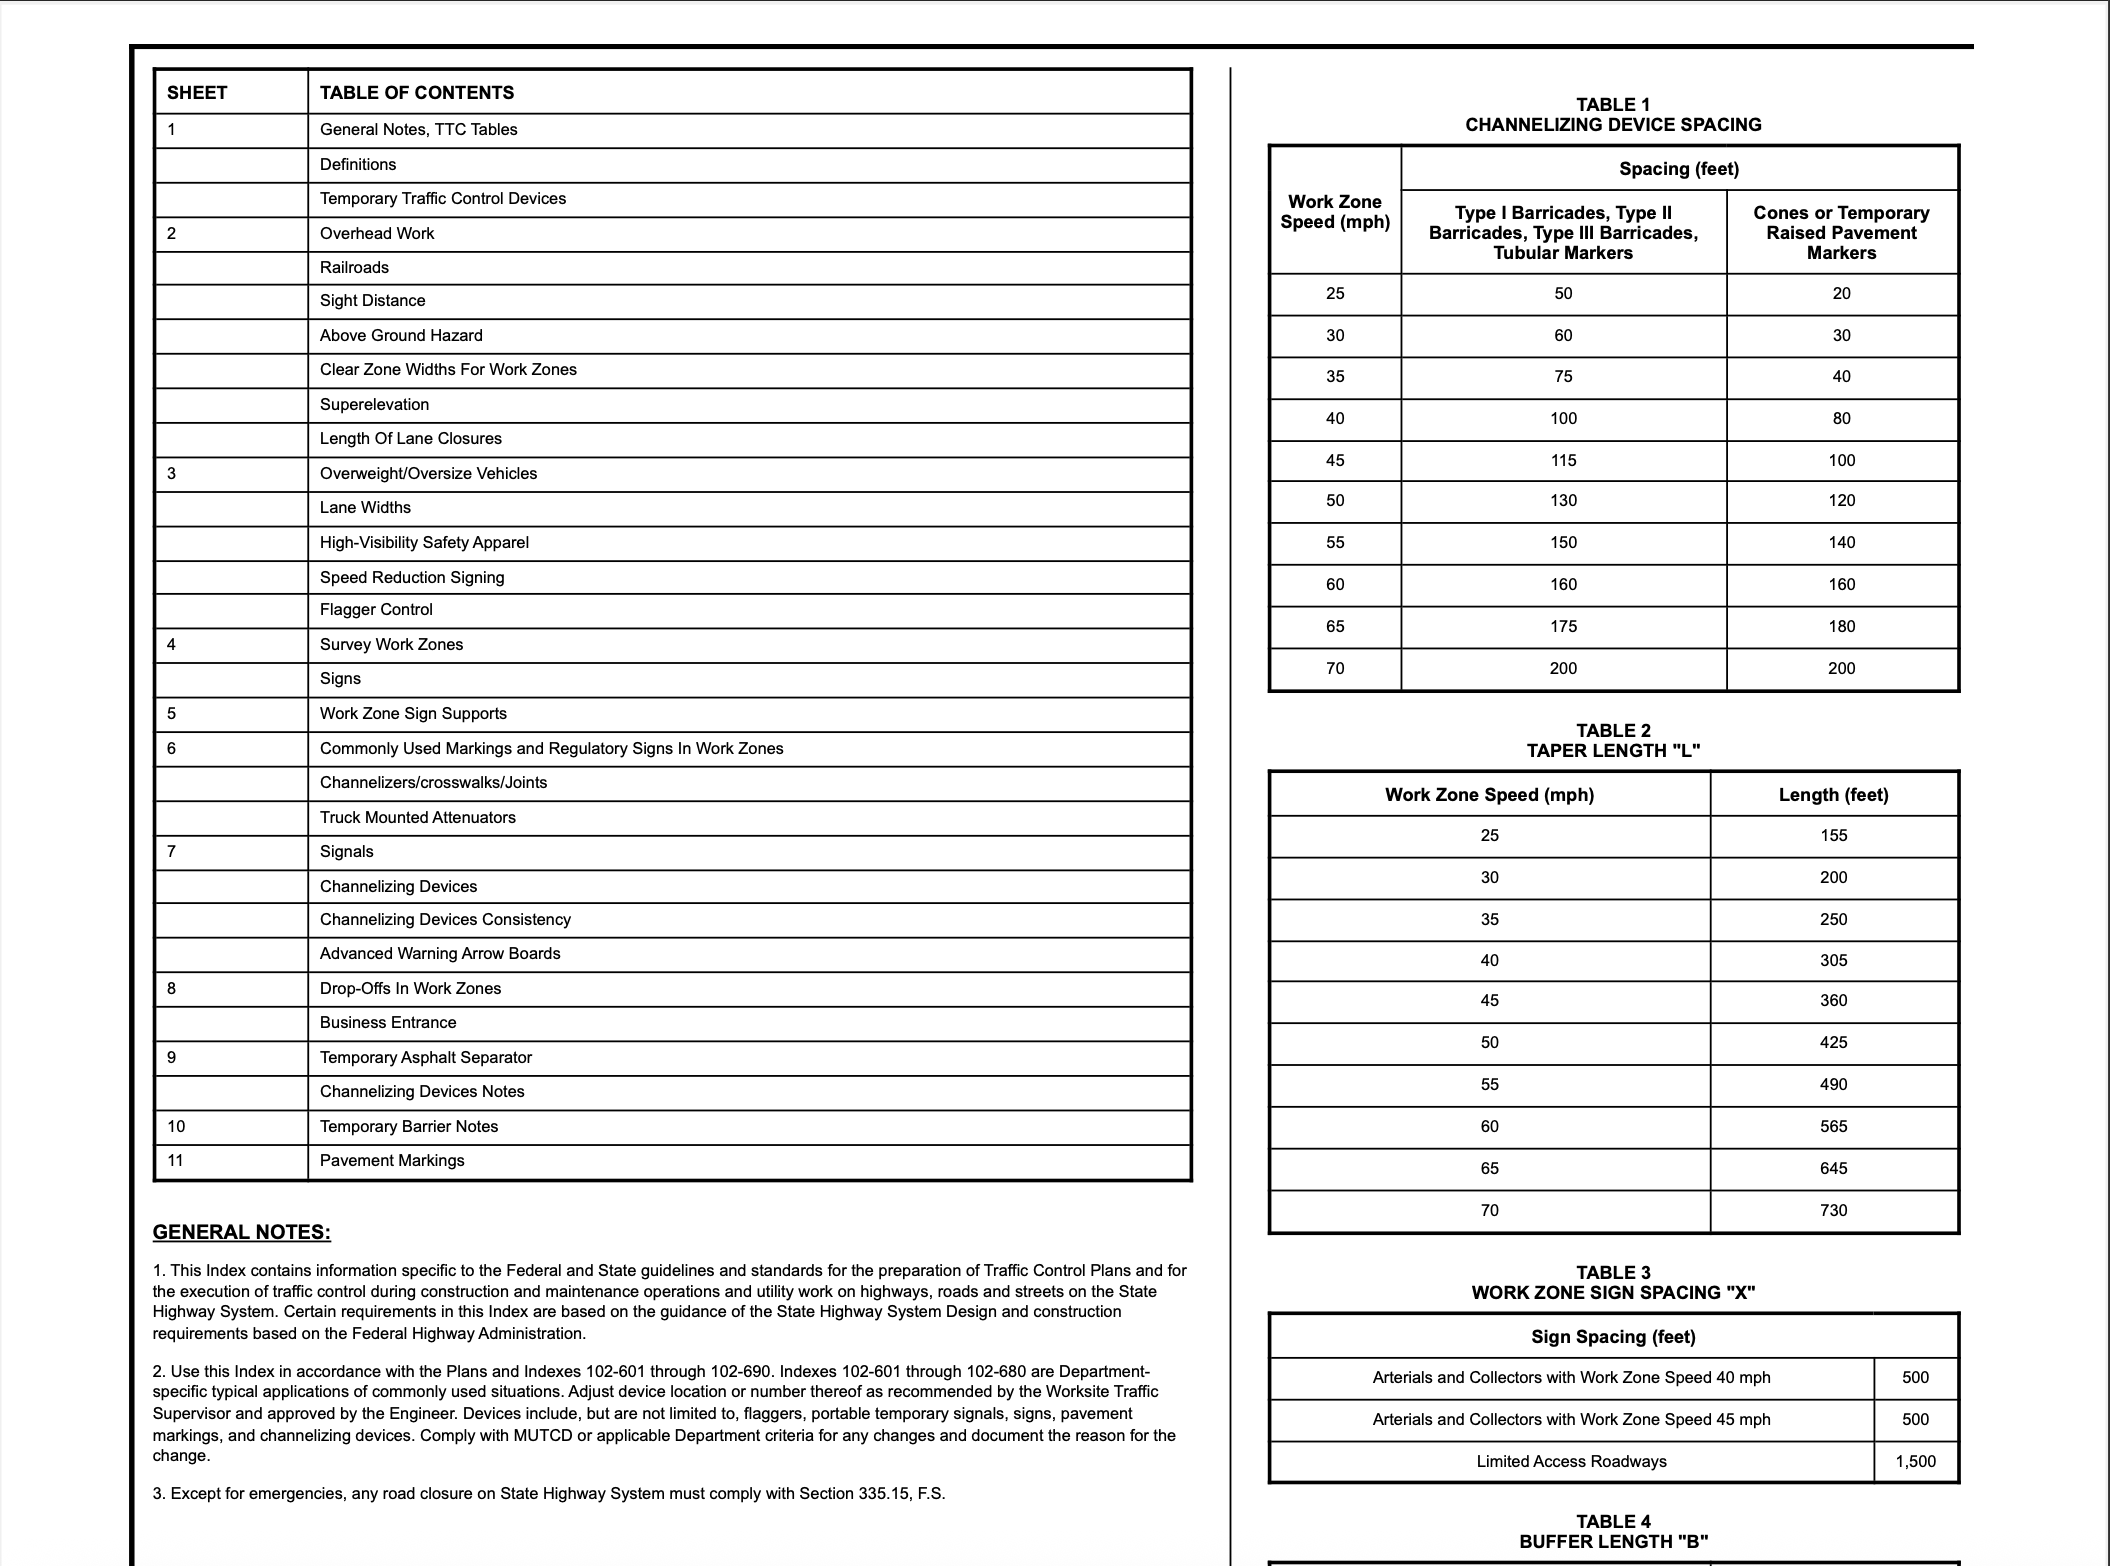 SHEET TABLE OF CONTENTS
1 General Notes, TTC Tables
Definitions
Temporary Traffic Control Devices
2 Overhead Work
Railroads
Sight Distance
Above Ground Hazard
Clear Zone Widths For Work Zones
Superelevation
Length Of Lane Closures
3 Overweight/Oversize Vehicles
Lane Widths
High-Visibility Safety Apparel
Speed Reduction Signing
Flagger Control
4 Survey Work Zones
Signs
5 Work Zone Sign Supports
6 Commonly Used Markings and Regulatory Signs In Work Zones
Channelizers/crosswalks/Joints
Truck Mounted Attenuators
7 Signals
Channelizing Devices
Channelizing Devices Consistency
Advanced Warning Arrow Boards
8 Drop-Offs In Work Zones
Business Entrance
9 Temporary Asphalt Separator
Channelizing Devices Notes
10 Temporary Barrier Notes
11 Pavement Markings
GENERAL NOTES:
1. This Index contains information specific to the Federal and State guidelines and standards for the preparation of Traffic Control Plans and for
the execution of traffic control during construction and maintenance operations and utility work on highways, roads and streets on the State
Highway System. Certain requirements in this Index are based on the guidance of the State Highway System Design and construction
requirements based on the Federal Highway Administration.
2. Use this Index in accordance with the Plans and Indexes 102-601 through 102-690. Indexes 102-601 through 102-680 are Department-
specific typical applications of commonly used situations. Adjust device location or number thereof as recommended by the Worksite Traffic
Supervisor and approved by the Engineer. Devices include, but are not limited to, flaggers, portable temporary signals, signs, pavement
markings, and channelizing devices. Comply with MUTCD or applicable Department criteria for any changes and document the reason for the
change.
3. Except for emergencies, any road closure on State Highway System must comply with Section 335.15, F.S.
TABLE 1
CHANNELIZING DEVICE SPACING
Work Zone
Speed (mph)
Spacing (feet)
Type I Barricades, Type II
Barricades, Type III Barricades,
Tubular Markers
Cones or Temporary
Raised Pavement
Markers
25 50 20
30 60 30
35 75 40
40 100 80
45 115 100
50 130 120
55 150 140
60 160 160
65 175 180
70 200 200
TABLE 2
TAPER LENGTH "L"
Work Zone Speed (mph) Length (feet)
25 155
30 200
35 250
40 305
45 360
50 425
55 490
60 565
65 645
70 730
TABLE 3
WORK ZONE SIGN SPACING "X"
Sign Spacing (feet)
Arterials and Collectors with Work Zone Speed 40 mph 500
Arterials and Collectors with Work Zone Speed 45 mph 500
Limited Access Roadways 1,500
TABLE 4
BUFFER LENGTH "B"